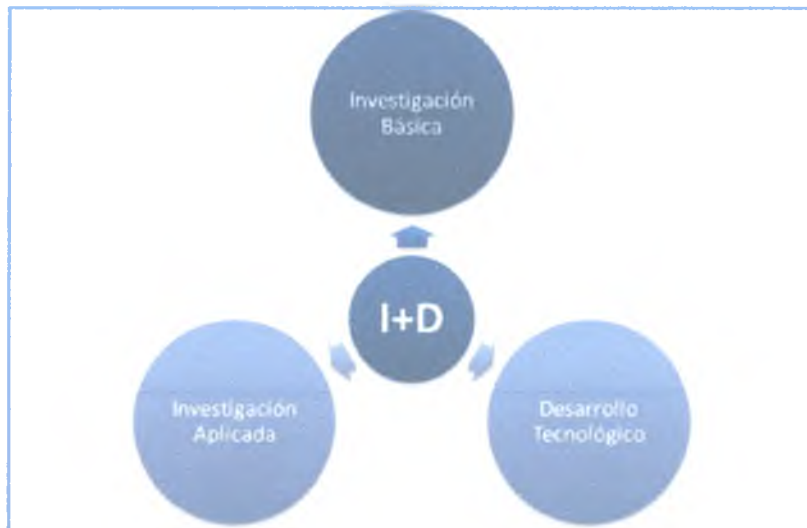 Investigación
Básica
I+D
Investigación
Aplicada
Desarrollo
Tecnológico